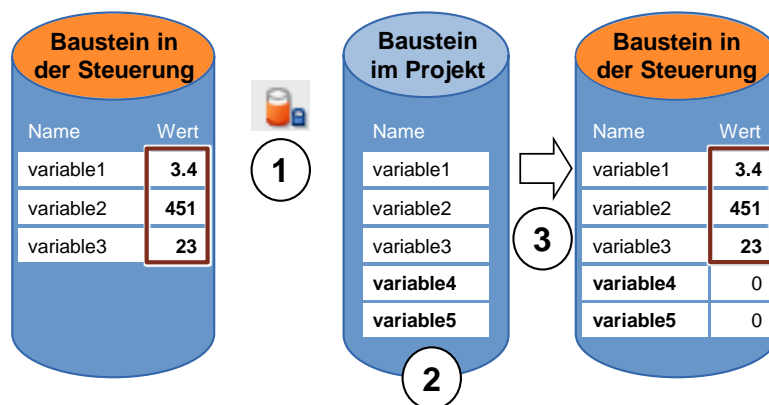 Baustein in
der Steuerung
Name Wert
variable1 3.4
variable2 451
variable3 23
1
Baustein
im Projekt
Name
variable1
variable2
variable3
variable4
variable5
2
3
Baustein in
der Steuerung
Name Wert
variable1 3.4
variable2 451
variable3 23
variable4 0
variable5 0